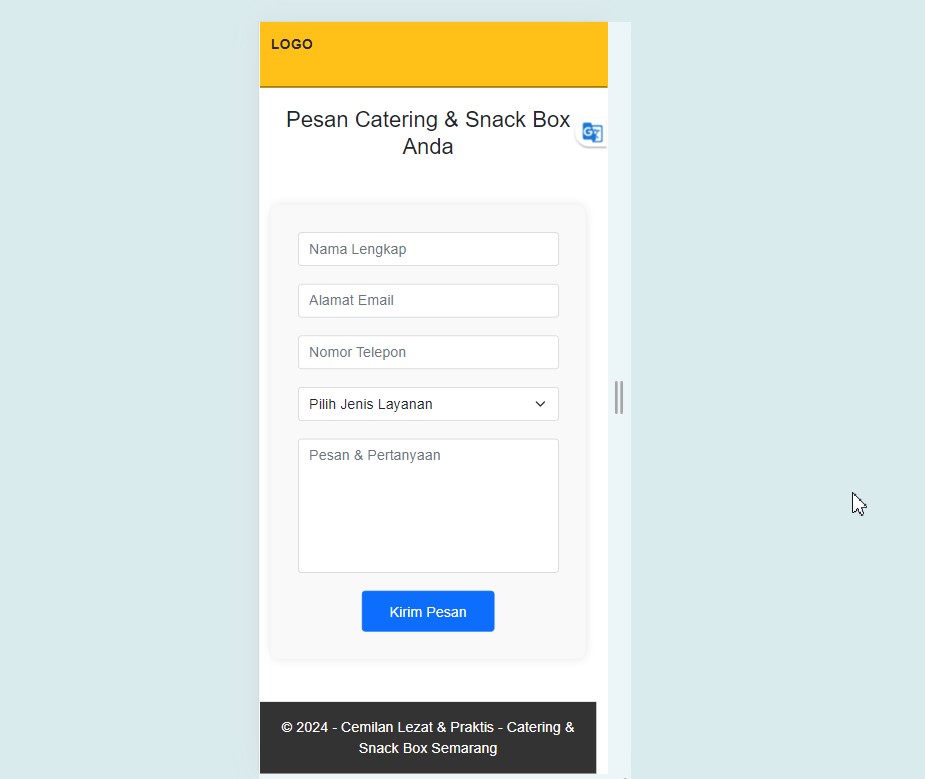 LOGO
Pesan Catering & Snack Box
Anda
G
Nama Lengkap
Alamat Email
Nomor Telepon
Pilih Jenis Layanan
Pesan & Pertanyaan
Kirim Pesan
© 2024 - Cemilan Lezat & Praktis - Catering &
Snack Box Semarang